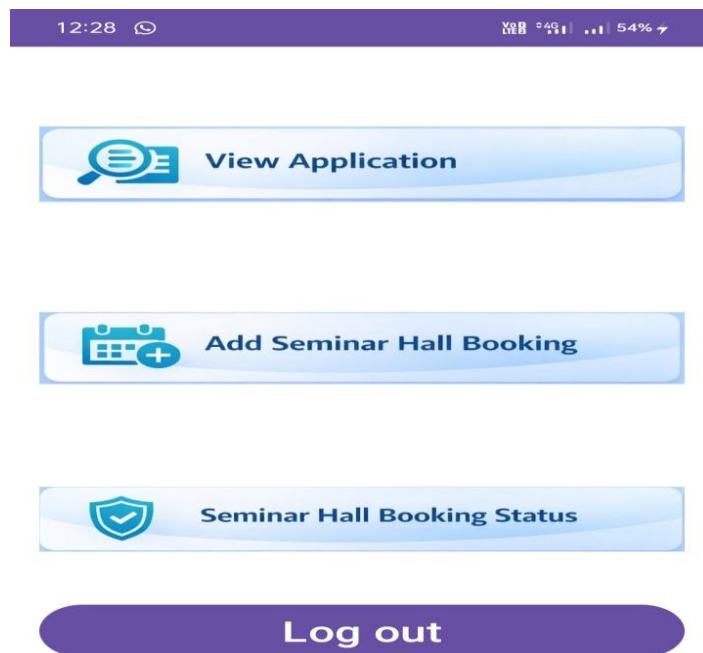 12:28
54%
View Application
Add Seminar Hall Booking
Seminar Hall Booking Status
Log out